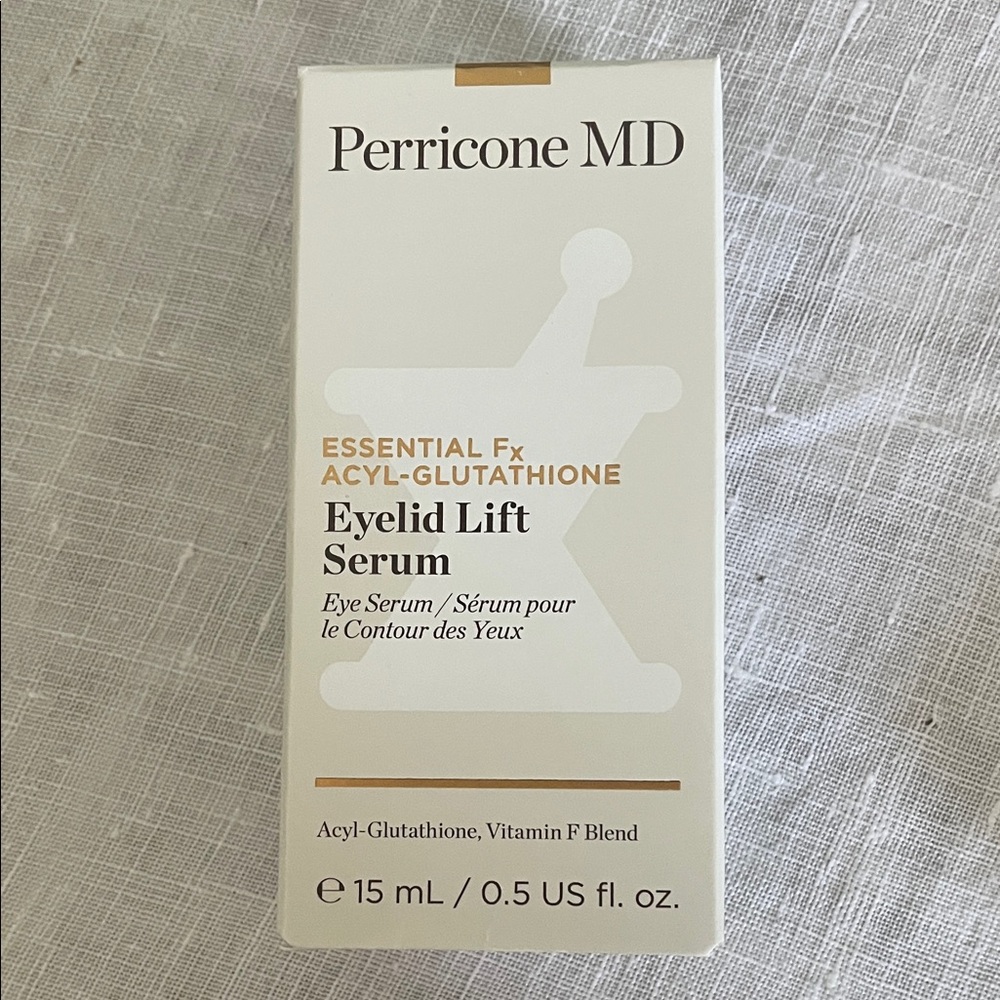 Perricone MD
ESSENTIAL Fx
ACYL-GLUTATHIONE
Eyelid Lift
Serum
Eye Serum / Sérum pour
le Contour des Yeux
Acyl-Glutathione, Vitamin F Blend
℮ 15 mL / 0.5 US fl. oz.